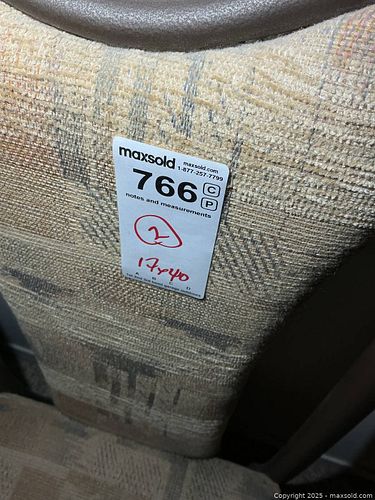 maxsold maxsold.com
1-877-257-7799
766 C
P
notes and measurements
2
17x40
A B C D
Copyright 2025 - maxsold.com